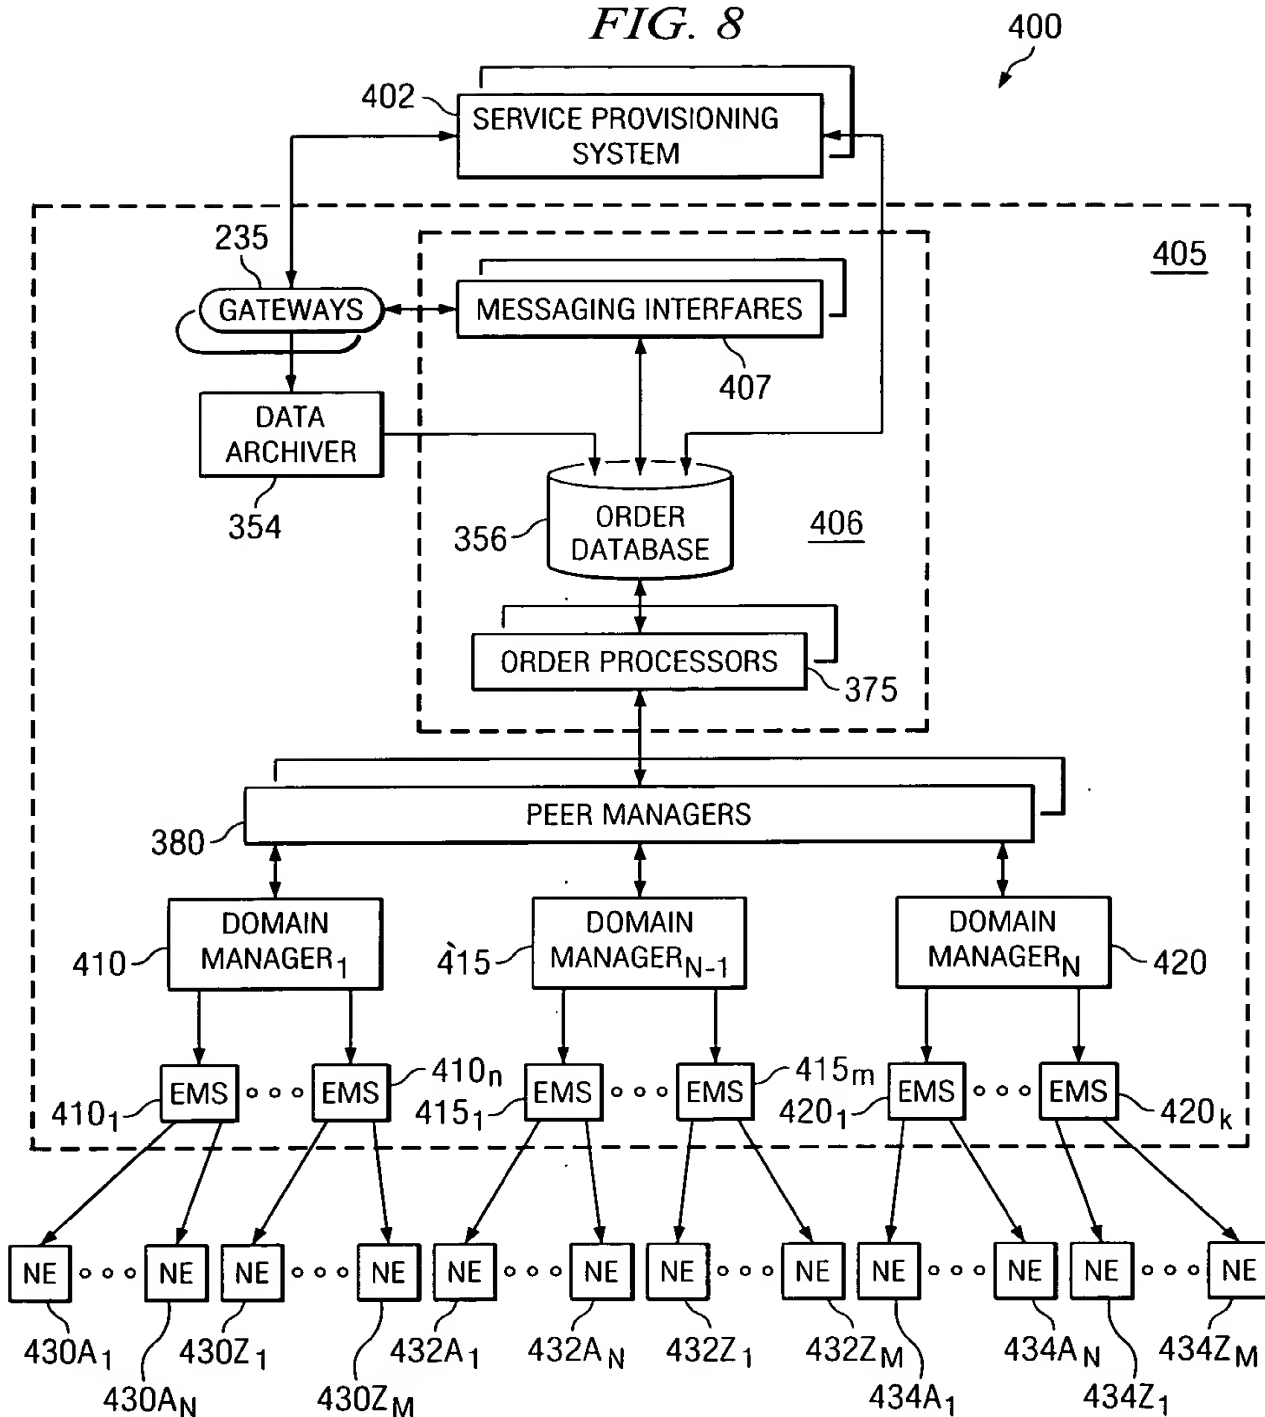 FIG. 8
400
402
SERVICE PROVISIONING
SYSTEM
235
405
GATEWAYS
MESSAGING INTERFARES
407
DATA
ARCHIVER
354
356
ORDER
DATABASE
406
ORDER PROCESSORS
375
PEER MANAGERS
380
DOMAIN
MANAGER1
410
DOMAIN
MANAGERN-1
415
DOMAIN
MANAGERN
420
EMS
EMS
EMS
EMS
EMS
EMS
4101
410n
4151
415m
4201
420k
NE
NE
NE
NE
NE
NE
NE
NE
NE
NE
NE
NE
430A1
430AN
430Z1
430ZM
432A1
432AN
432Z1
432ZM
434A1
434AN
434Z1
434ZM